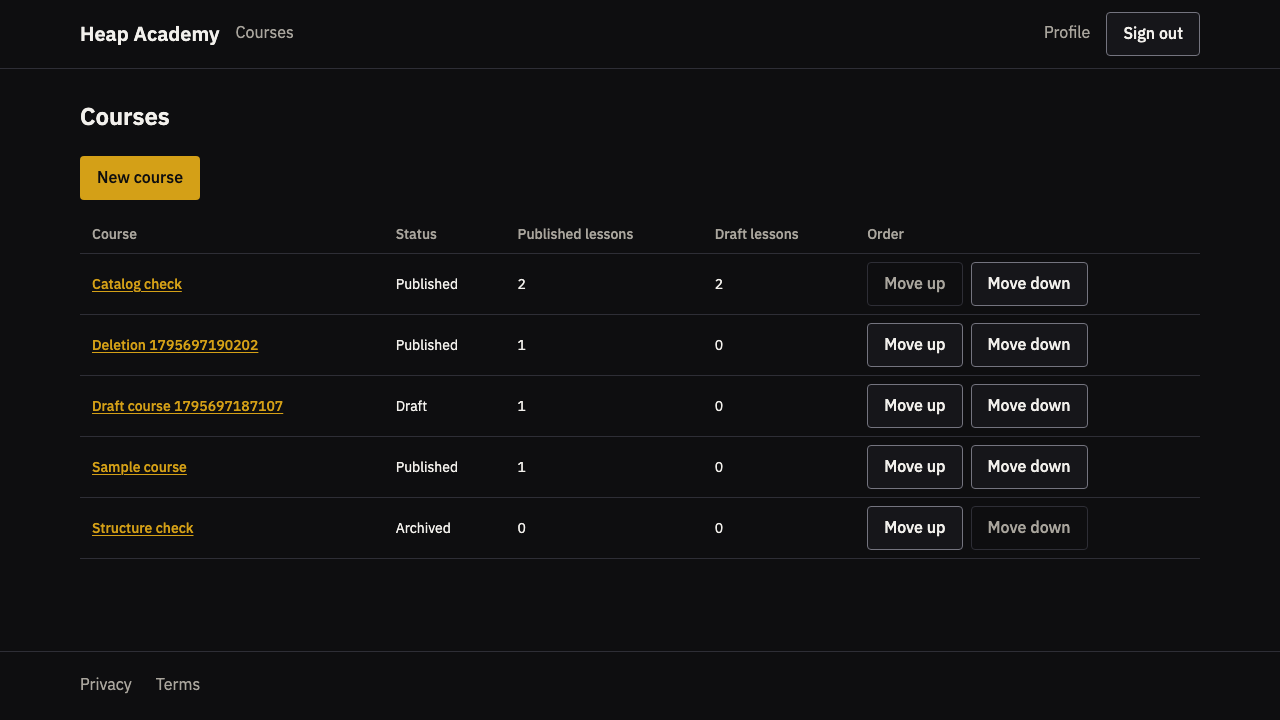 Heap Academy Courses Profile Sign out
Courses
New course
Course Status Published lessons Draft lessons Order
Catalog check Published 2 2 Move up Move down
Deletion 1795697190202 Published 1 0 Move up Move down
Draft course 1795697187107 Draft 1 0 Move up Move down
Sample course Published 1 0 Move up Move down
Structure check Archived 0 0 Move up Move down
Privacy Terms